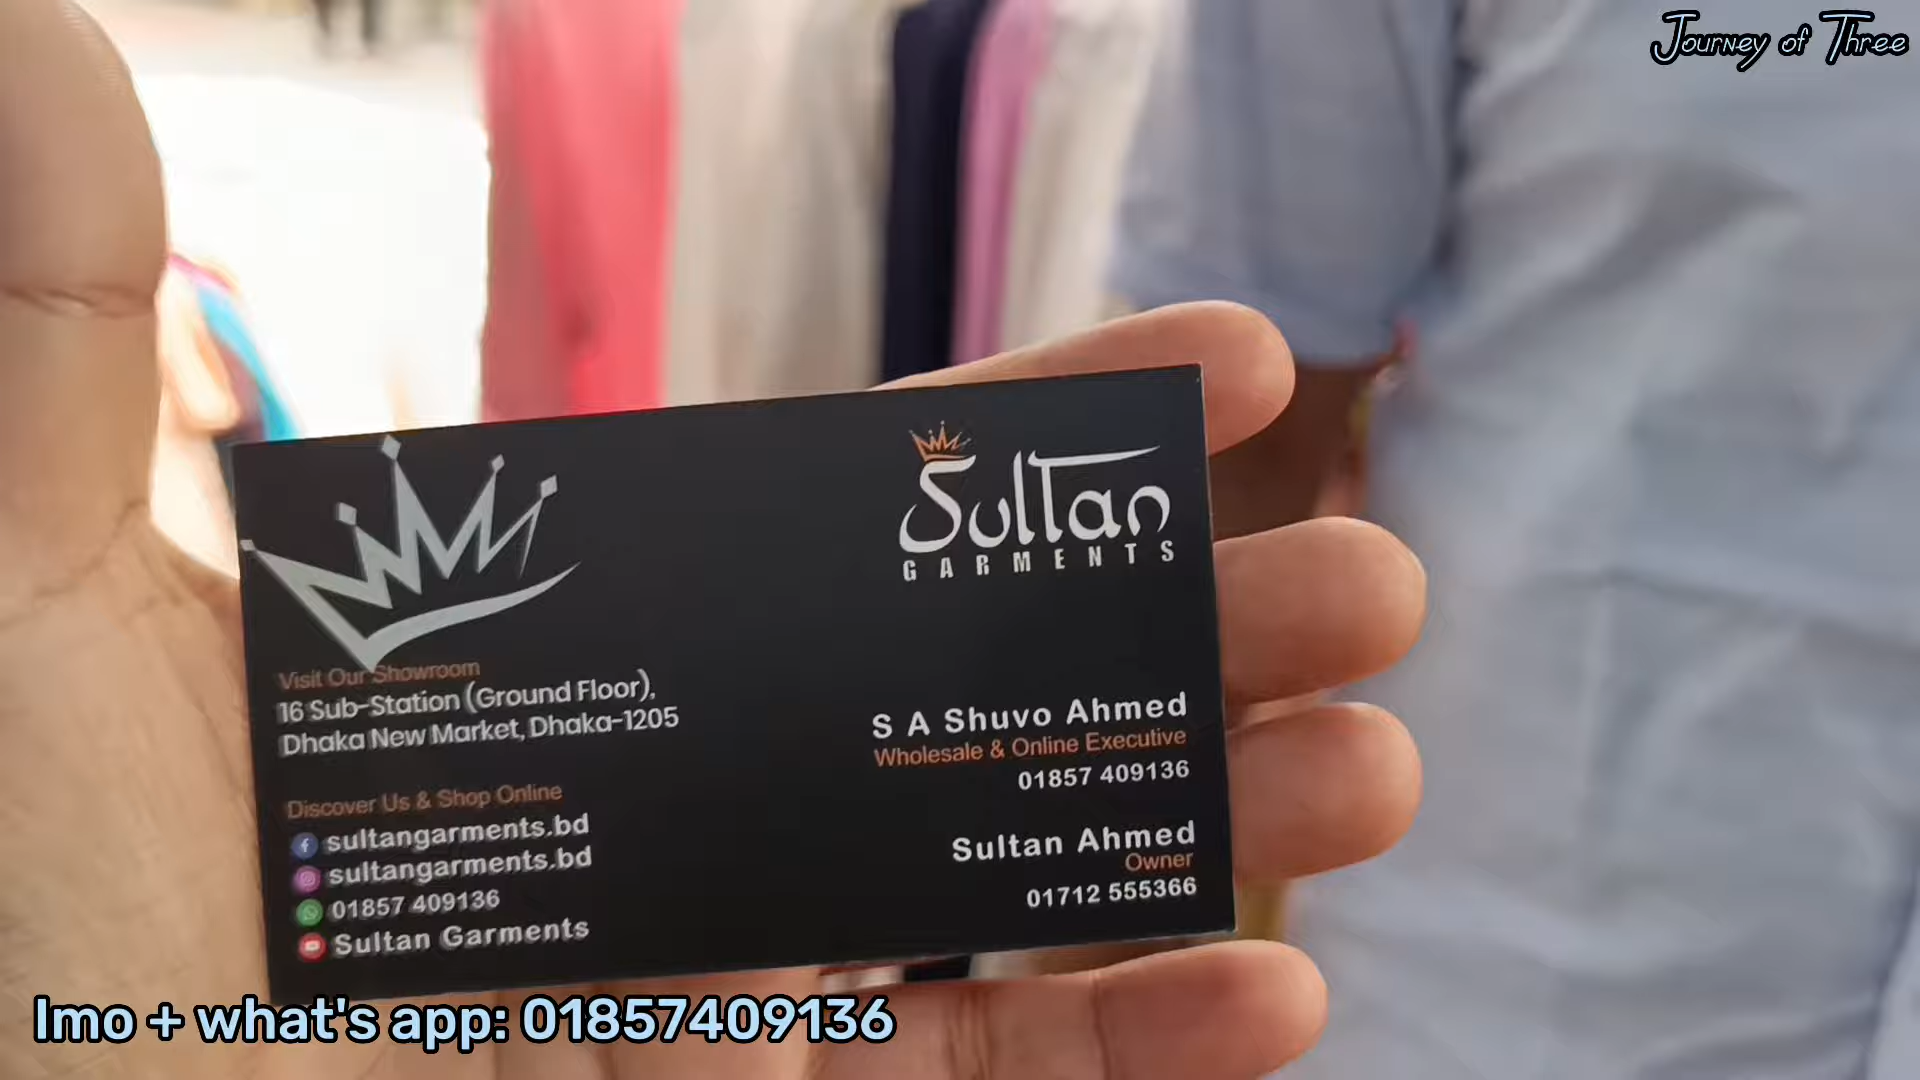 Journey of Three
Sultan
GARMENTS
Visit Our Showroom
16 Sub-Station (Ground Floor),
Dhaka New Market, Dhaka-1205
Discover Us & Shop Online
sultangarments.bd
sultangarments.bd
01857 409136
Sultan Garments
S A Shuvo Ahmed
Wholesale & Online Executive
01857 409136
Sultan Ahmed
Owner
01712 555366
Imo + what's app: 01857409136